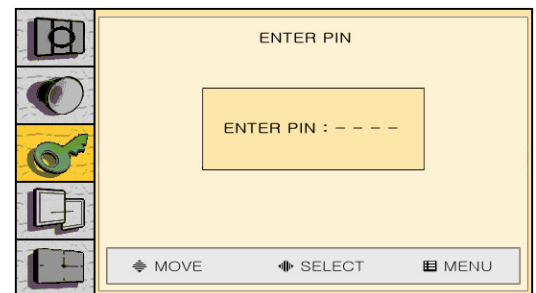 ENTER PIN
ENTER PIN : – – – –
MOVE SELECT MENU